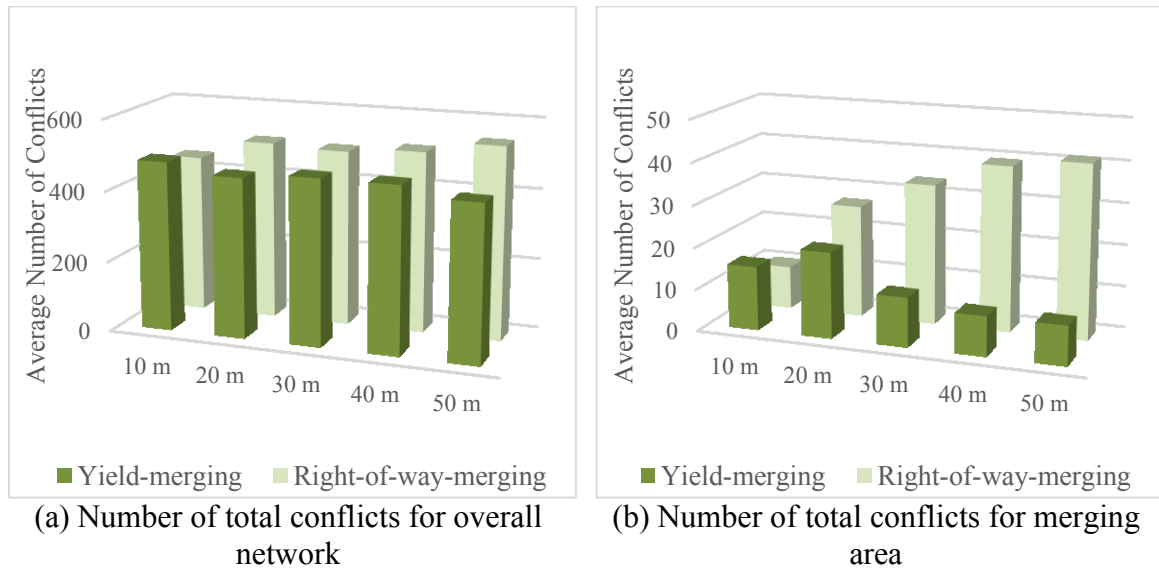 Average Number of Conflicts
600
400
200
0
10 m
20 m
30 m
40 m
50 m
Yield-merging
Right-of-way-merging
(a) Number of total conflicts for overall
network
Average Number of Conflicts
50
40
30
20
10
0
10 m
20 m
30 m
40 m
50 m
Yield-merging
Right-of-way-merging
(b) Number of total conflicts for merging
area